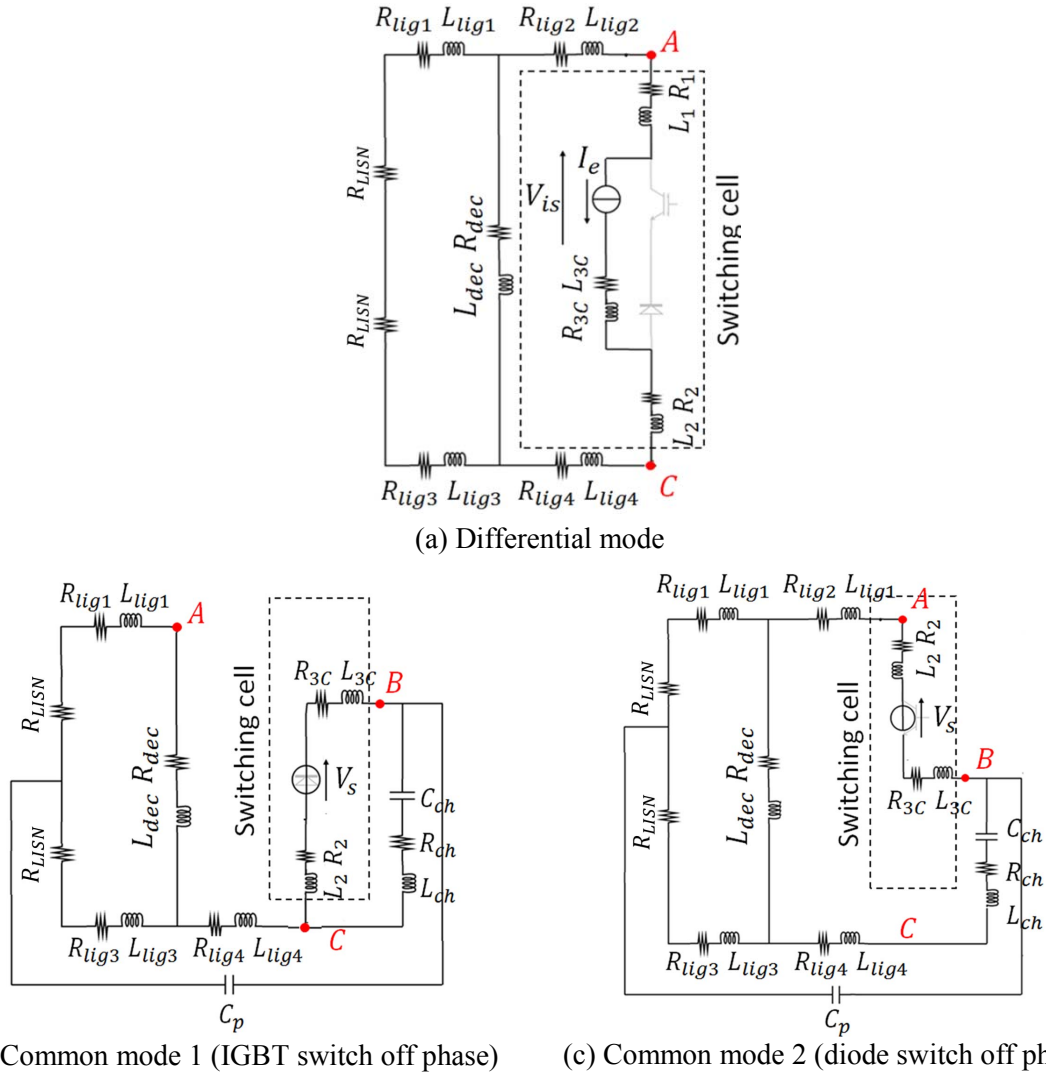 R_lig1 L_lig1 R_lig2 L_lig2
A
L_1 R_1
I_e
V_is
R_LISN
L_dec R_dec
R_3C L_3C
Switching cell
R_LISN
L_2 R_2
C
R_lig3 L_lig3 R_lig4 L_lig4
(a) Differential mode
R_lig1 L_lig1
A
R_LISN
Switching cell
R_3C L_3C
B
L_dec R_dec
V_s
C_ch
R_ch
L_ch
R_LISN
L_2 R_2
C
R_lig3 L_lig3 R_lig4 L_lig4
C_p
Common mode 1 (IGBT switch off phase)
R_lig1 L_lig1 R_lig2 L_lig1
A
L_2 R_2
R_LISN
Switching cell
V_s
B
L_dec R_dec
R_3C L_3C
C_ch
R_ch
L_ch
R_LISN
C
R_lig3 L_lig3 R_lig4 L_lig4
C_p
(c) Common mode 2 (diode switch off ph